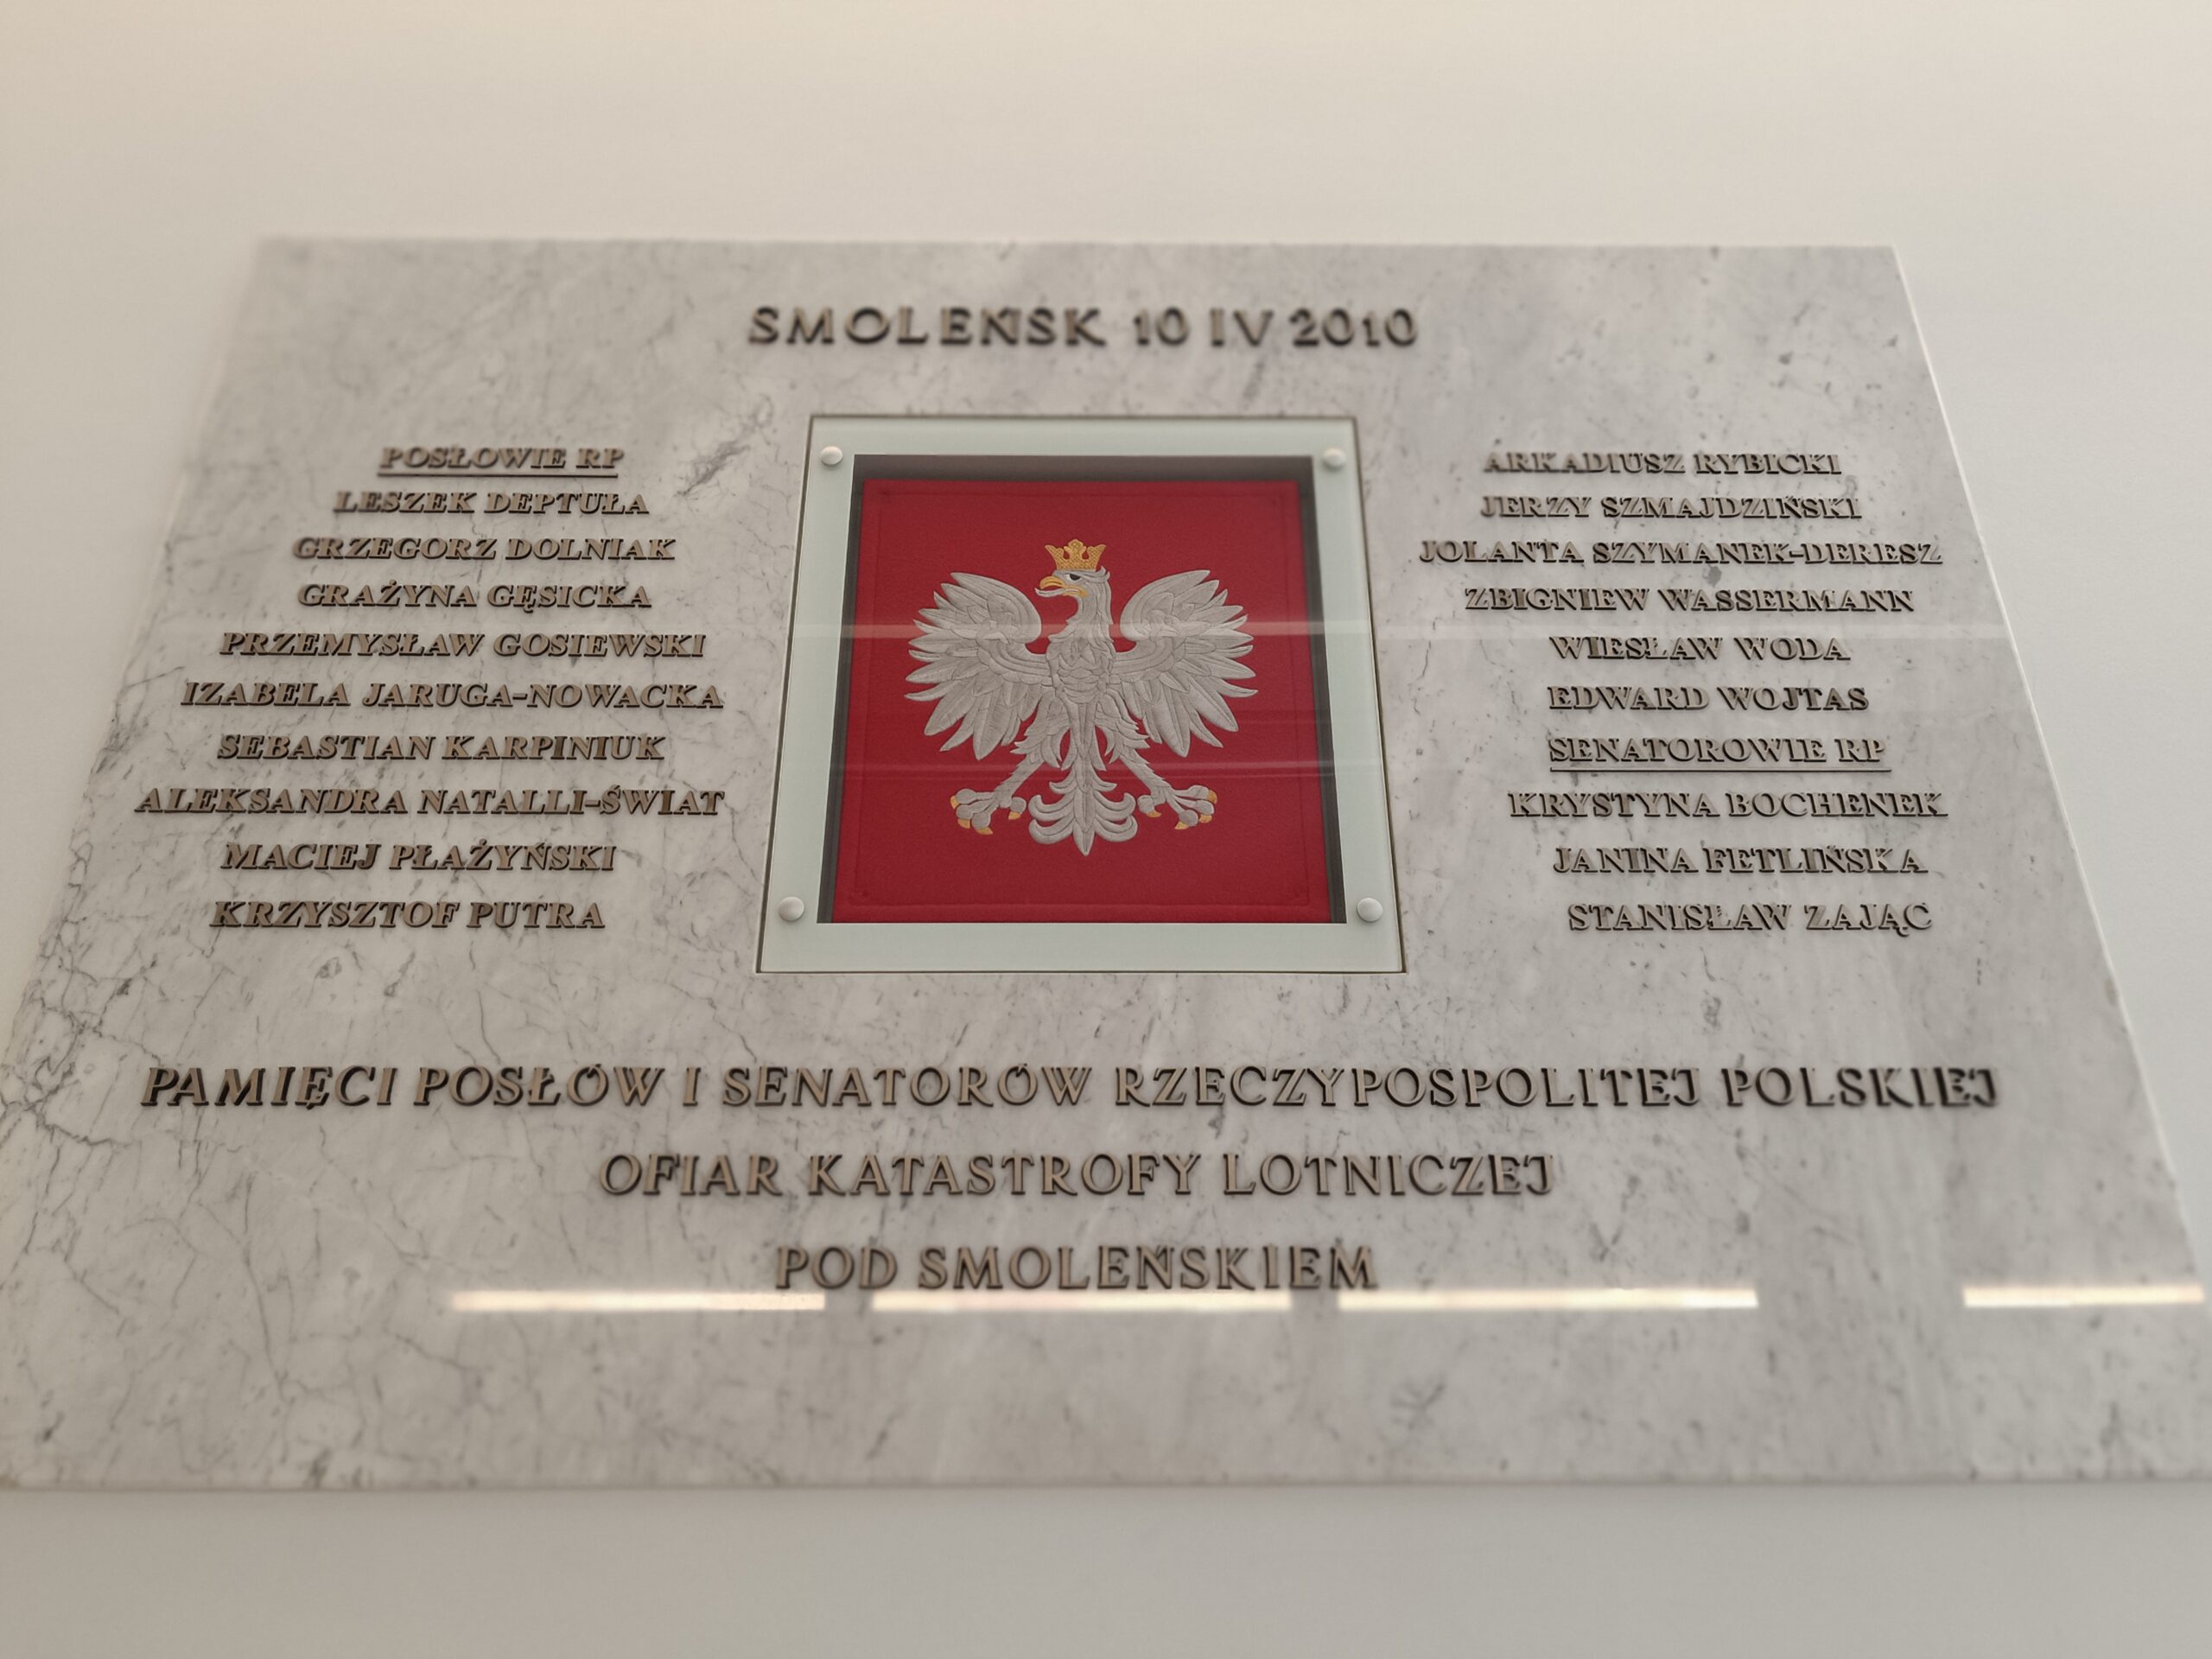 SMOLEŃSK 10 IV 2010
POSŁOWIE RP
LESZEK DEPTUŁA
GRZEGORZ DOLNIAK
GRAŻYNA GĘSICKA
PRZEMYSŁAW GOSIEWSKI
IZABELA JARUGA-NOWACKA
SEBASTIAN KARPINIUK
ALEKSANDRA NATALLI-ŚWIAT
MACIEJ PŁAŻYŃSKI
KRZYSZTOF PUTRA
ARKADIUSZ RYBICKI
JERZY SZMAJDZIŃSKI
JOLANTA SZYMANEK-DERESZ
ZBIGNIEW WASSERMANN
WIESŁAW WODA
EDWARD WOJTAS
SENATOROWIE RP
KRYSTYNA BOCHENEK
JANINA FETLIŃSKA
STANISŁAW ZAJĄC
PAMIĘCI POSŁÓW I SENATORÓW RZECZYPOSPOLITEJ POLSKIEJ
OFIAR KATASTROFY LOTNICZEJ
POD SMOLEŃSKIEM